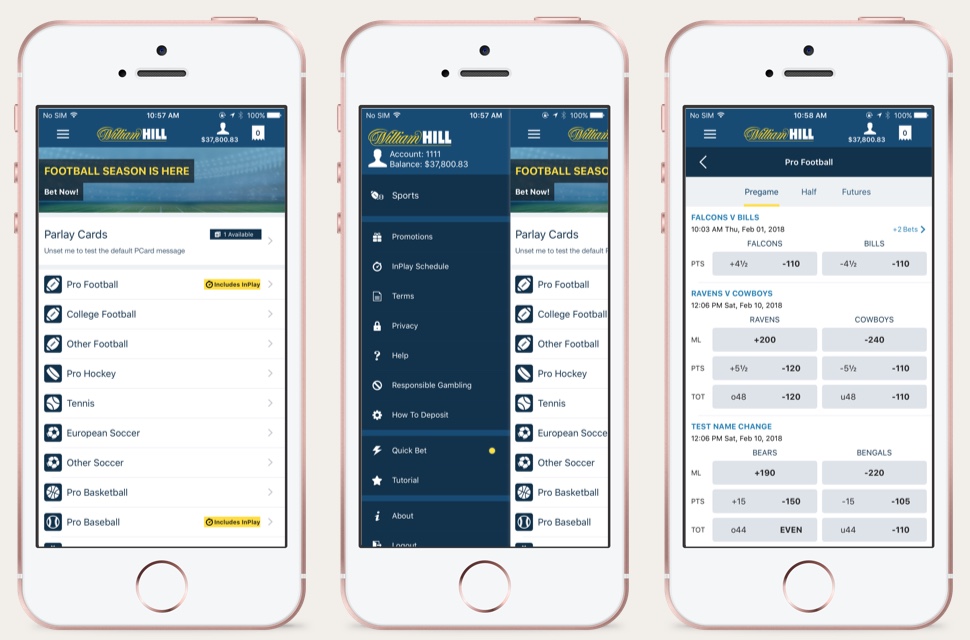 No SIM 10:57 AM 100%
William HILL $37,800.83 0
FOOTBALL SEASON IS HERE
Bet Now!
Parlay Cards 1 Available
Unset me to test the default PCard message
Pro Football Includes InPlay
College Football
Other Football
Pro Hockey
Tennis
European Soccer
Other Soccer
Pro Basketball
Pro Baseball Includes InPlay
No SIM 10:57 AM 100%
William HILL
Account: 1111
Balance: $37,800.83
Sports
Promotions
InPlay Schedule
Terms
Privacy
Help
Responsible Gambling
How To Deposit
Quick Bet
Tutorial
About
Logout
William
FOOTBALL SEASO
Bet Now!
Parlay Cards
Unset me to test the default PCard message
Pro Football
College Football
Other Football
Pro Hockey
Tennis
European Socce
Other Soccer
Pro Basketball
Pro Baseball
No SIM 10:58 AM 100%
William HILL $37,800.83 0
Pro Football
Pregame Half Futures
FALCONS V BILLS
10:03 AM Thu, Feb 01, 2018 +2 Bets
FALCONS BILLS
PTS +4½ -110 -4½ -110
RAVENS V COWBOYS
12:06 PM Sat, Feb 10, 2018
RAVENS COWBOYS
ML +200 -240
PTS +5½ -120 -5½ -110
TOT o48 -120 u48 -110
TEST NAME CHANGE
12:06 PM Sat, Feb 10, 2018
BEARS BENGALS
ML +190 -220
PTS +15 -150 -15 -105
TOT o44 EVEN u44 -110